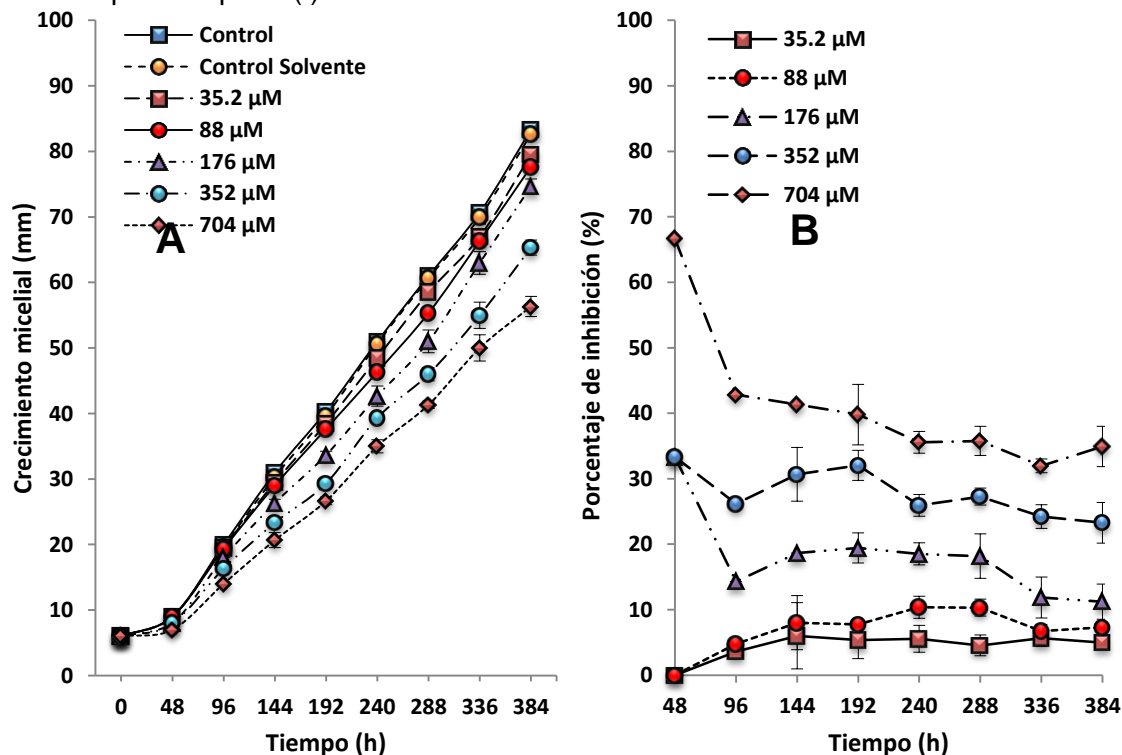 Control
Control Solvente
35.2 µM
88 µM
176 µM
352 µM
704 µM
A
Crecimiento micelial (mm)
100
90
80
70
60
50
40
30
20
10
0
0 48 96 144 192 240 288 336 384
Tiempo (h)
35.2 µM
88 µM
176 µM
352 µM
704 µM
B
Porcentaje de inhibición (%)
100
90
80
70
60
50
40
30
20
10
0
48 96 144 192 240 288 336 384
Tiempo (h)